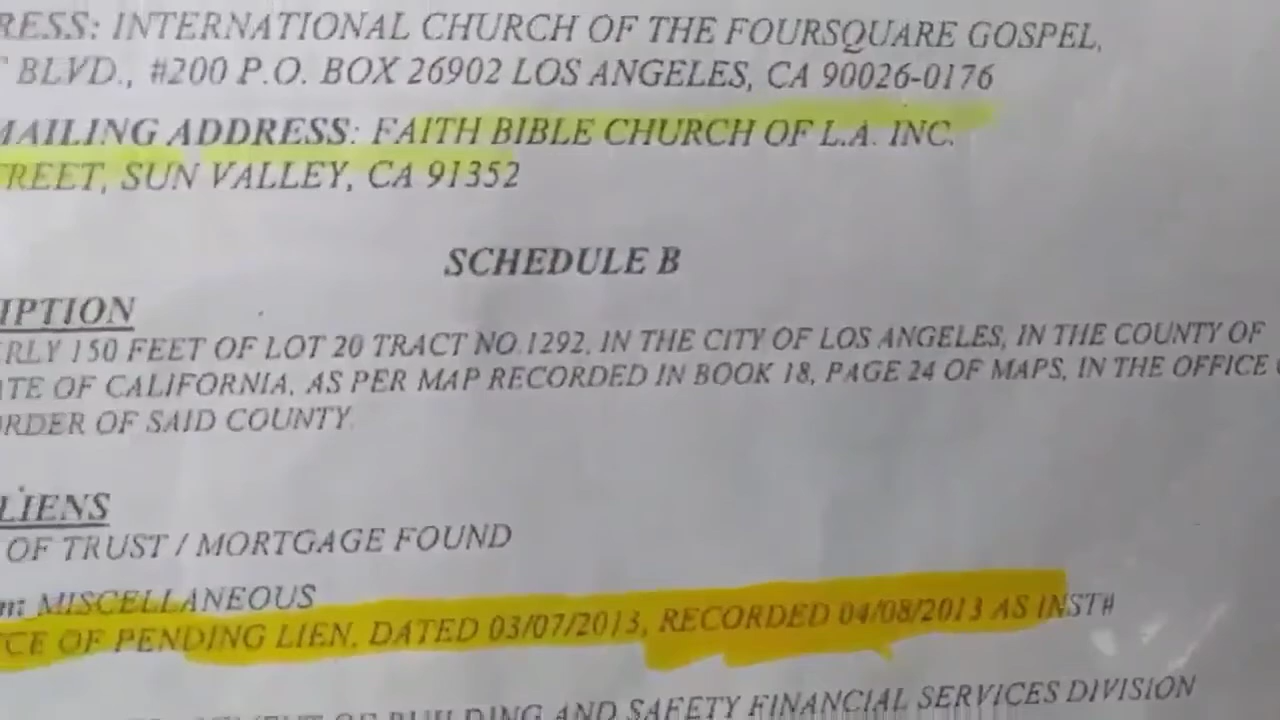 RESS: INTERNATIONAL CHURCH OF THE FOURSQUARE GOSPEL,
BLVD., #200 P.O. BOX 26902 LOS ANGELES, CA 90026-0176
MAILING ADDRESS: FAITH BIBLE CHURCH OF L.A. INC.
REET, SUN VALLEY, CA 91352
SCHEDULE B
IPTION
RLY 150 FEET OF LOT 20 TRACT NO.1292, IN THE CITY OF LOS ANGELES, IN THE COUNTY OF
TE OF CALIFORNIA, AS PER MAP RECORDED IN BOOK 18, PAGE 24 OF MAPS, IN THE OFFICE
RDER OF SAID COUNTY.
LIENS
OF TRUST / MORTGAGE FOUND
MISCELLANEOUS
CE OF PENDING LIEN, DATED 03/07/2013, RECORDED 04/08/2013 AS INST#
OF BUILDING AND SAFETY FINANCIAL SERVICES DIVISION